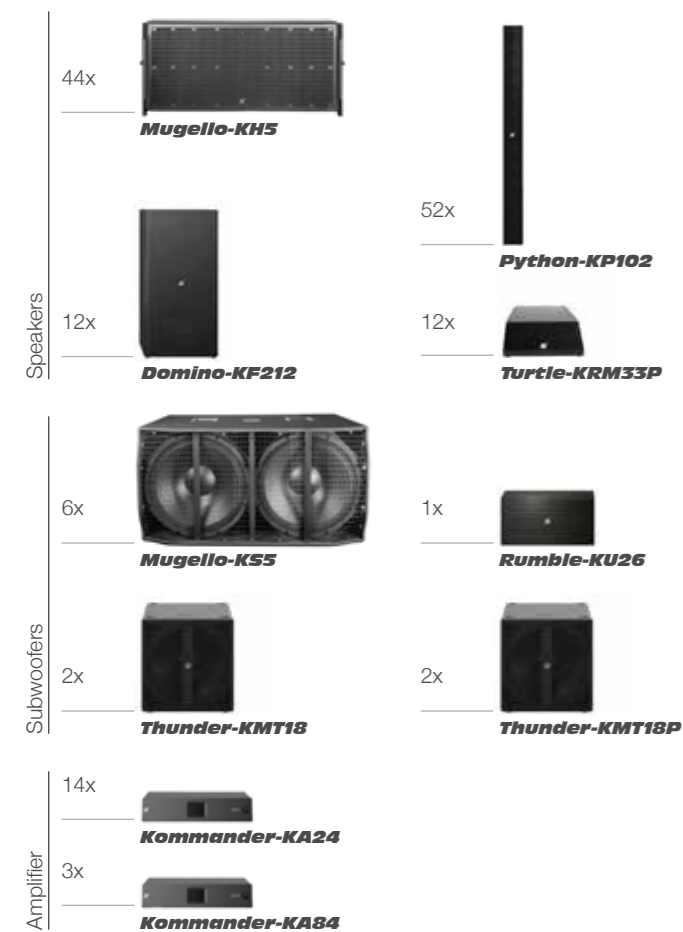 Speakers
44x
Mugello-KH5
52x
Python-KP102
12x
Domino-KF212
12x
Turtle-KRM33P
Subwoofers
6x
Mugello-KS5
1x
Rumble-KU26
2x
Thunder-KMT18
2x
Thunder-KMT18P
Amplifier
14x
Kommander-KA24
3x
Kommander-KA84